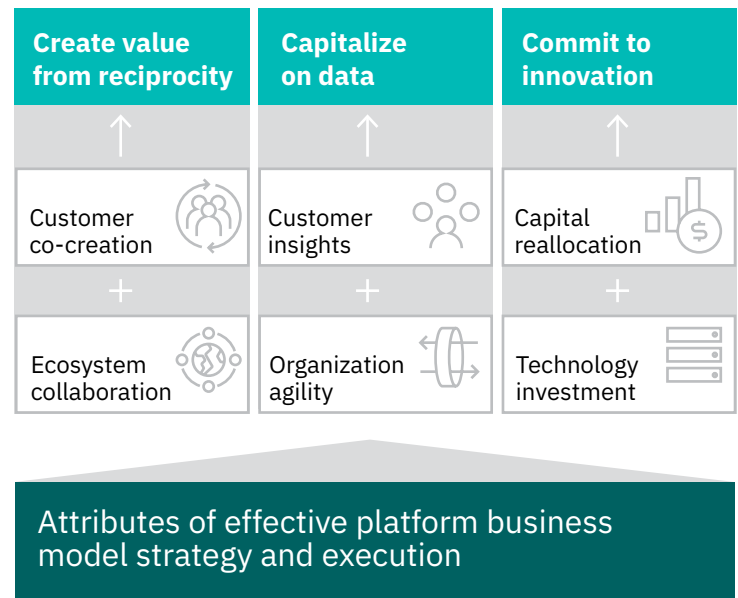 Create value
from reciprocity
Capitalize
on data
Commit to
innovation
Customer
co-creation
Customer
insights
Capital
reallocation
$
+
+
+
Ecosystem
collaboration
Organization
agility
Technology
investment
Attributes of effective platform business
model strategy and execution